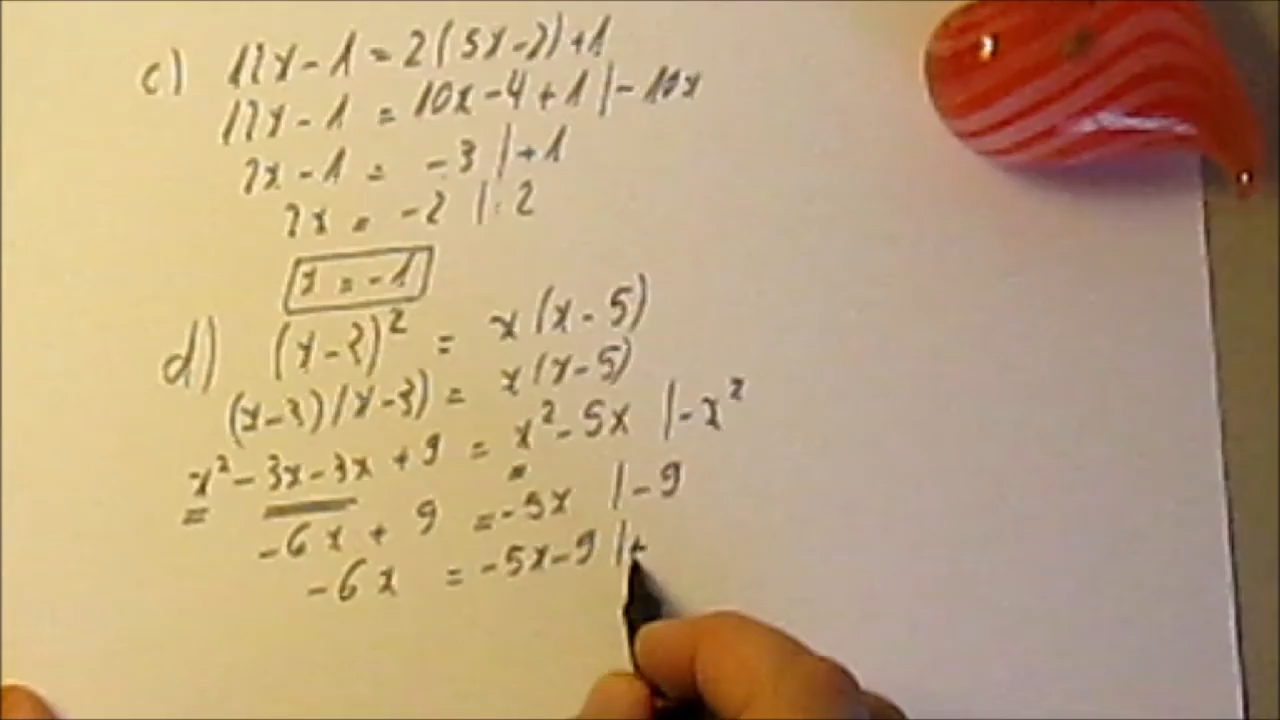 c) 12x - 1 = 2(5x - 2) + 1
12x - 1 = 10x - 4 + 1 | - 10x
2x - 1 = - 3 | + 1
2x = - 2 | : 2
x = - 1
d) (x - 3)² = x(x - 5)
(x - 3)(x - 3) = x(x - 5)
x² - 3x - 3x + 9 = x² - 5x | - x²
- 6x + 9 = - 5x | - 9
- 6x = - 5x - 9 | +